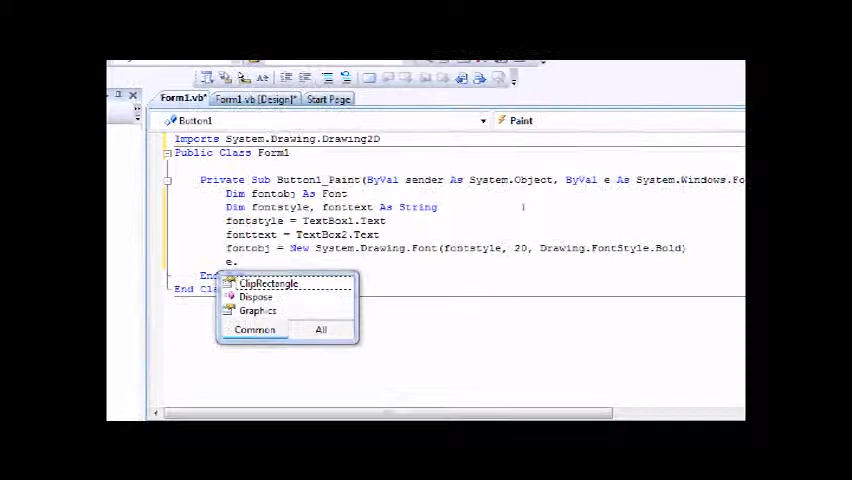 Form1.vb* Form1.vb [Design]* Start Page
Button1 Paint
Imports System.Drawing.Drawing2D
Public Class Form1
Private Sub Button1_Paint(ByVal sender As System.Object, ByVal e As System.Windows.Fo
Dim fontobj As Font
Dim fontstyle, fonttext As String
fontstyle = TextBox1.Text
fonttext = TextBox2.Text
fontobj = New System.Drawing.Font(fontstyle, 20, Drawing.FontStyle.Bold)
e.
End
End Cla
ClipRectangle
Dispose
Graphics
Common All